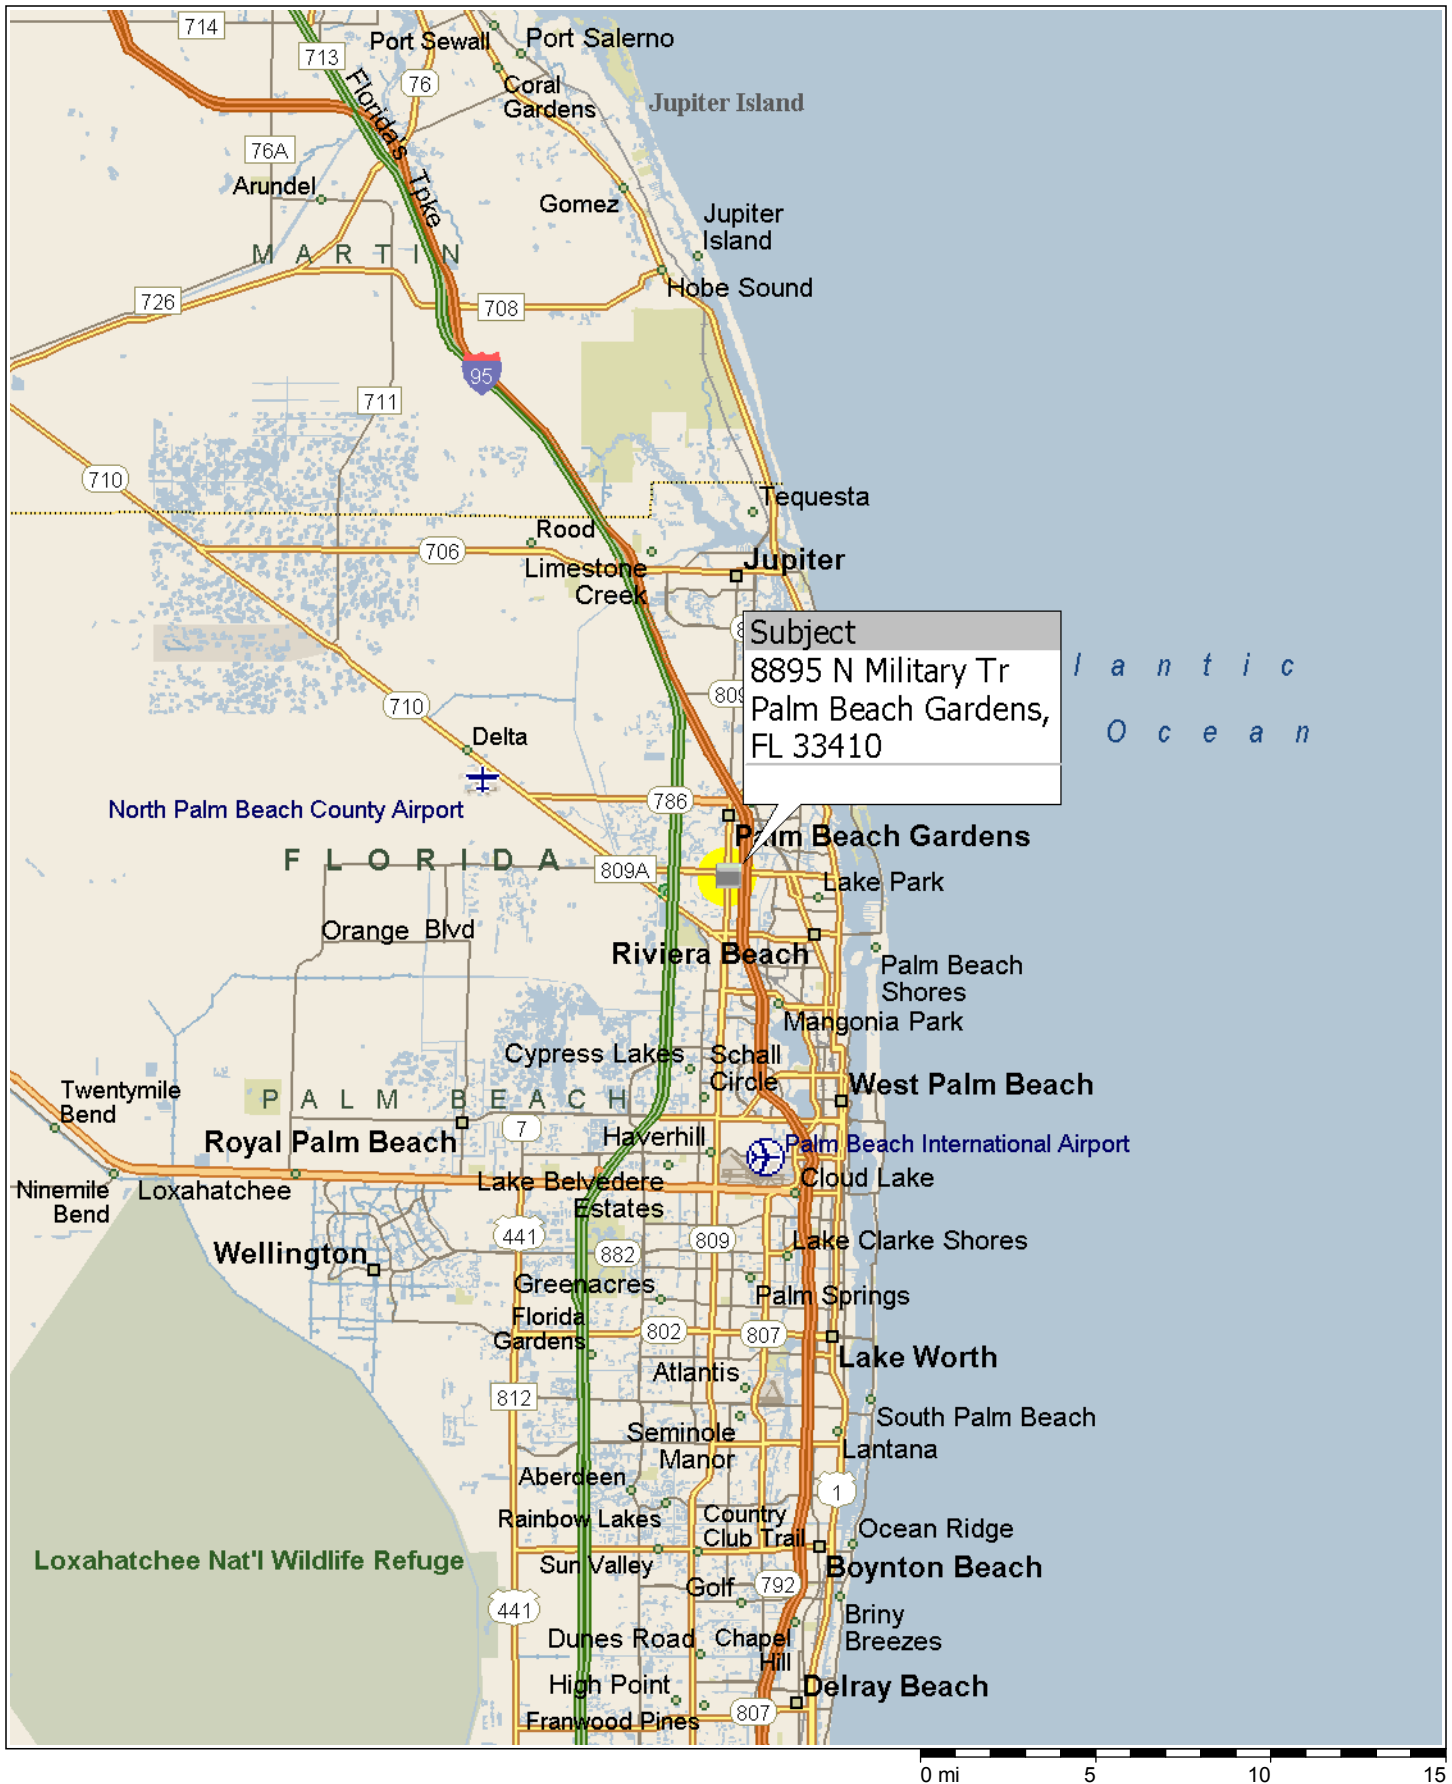 714
713
Port Sewall
Port Salerno
76
Coral
Gardens
Jupiter Island
Florida's Tpke
76A
Arundel
Gomez
Jupiter
Island
MARTIN
Hobe Sound
726
708
95
711
710
Tequesta
Rood
706
Limestone
Creek
Jupiter
Subject
8895 N Military Tr
Palm Beach Gardens,
FL 33410
lantic
Ocean
809
710
Delta
North Palm Beach County Airport
786
Palm Beach Gardens
FLORIDA
809A
Lake Park
Orange Blvd
Riviera Beach
Palm Beach
Shores
Mangonia Park
Cypress Lakes
Schall
Circle
Twentymile
Bend
PALM BEACH
West Palm Beach
7
Royal Palm Beach
Haverhill
Palm Beach International Airport
Ninemile
Bend
Loxahatchee
Lake Belvedere
Estates
Cloud Lake
441
882
809
Lake Clarke Shores
Wellington
Greenacres
Palm Springs
Florida
Gardens
802
807
Lake Worth
Atlantis
812
South Palm Beach
Seminole
Manor
Lantana
Aberdeen
1
Rainbow Lakes
Country
Club Trail
Ocean Ridge
Loxahatchee Nat'l Wildlife Refuge
Sun Valley
Boynton Beach
Golf
792
441
Briny
Breezes
Dunes Road
Chapel
Hill
High Point
Delray Beach
807
Franwood Pines
0 mi
5
10
15